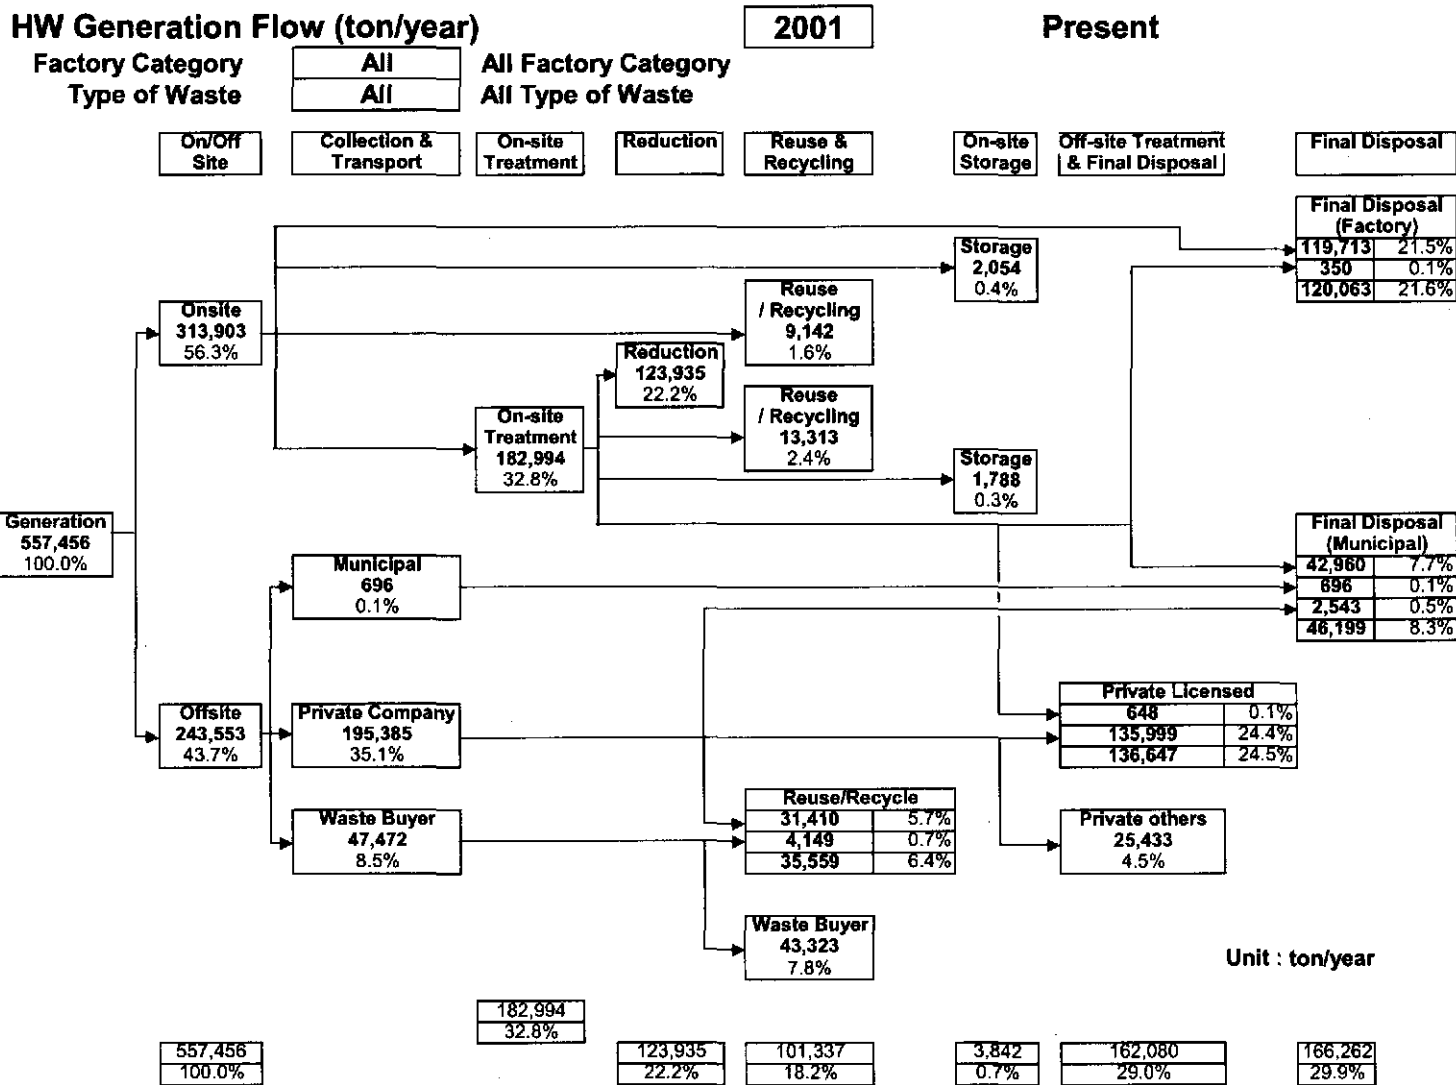 HW Generation Flow (ton/year)
2001
Present
Factory Category
All
All Factory Category
Type of Waste
All
All Type of Waste
On/Off
Site
Collection &
Transport
On-site
Treatment
Reduction
Reuse &
Recycling
On-site
Storage
Off-site Treatment
& Final Disposal
Final Disposal
Final Disposal
(Factory)
119,713 21.5%
350 0.1%
120,063 21.6%
Storage
2,054
0.4%
Onsite
313,903
56.3%
Reuse
/ Recycling
9,142
1.6%
Reduction
123,935
22.2%
Reuse
/ Recycling
13,313
2.4%
On-site
Treatment
182,994
32.8%
Storage
1,788
0.3%
Generation
557,456
100.0%
Final Disposal
(Municipal)
42,960 7.7%
696 0.1%
2,543 0.5%
46,199 8.3%
Municipal
696
0.1%
Offsite
243,553
43.7%
Private Company
195,385
35.1%
Private Licensed
648 0.1%
135,999 24.4%
136,647 24.5%
Waste Buyer
47,472
8.5%
Reuse/Recycle
31,410 5.7%
4,149 0.7%
35,559 6.4%
Private others
25,433
4.5%
Waste Buyer
43,323
7.8%
Unit : ton/year
182,994
32.8%
557,456
100.0%
123,935
22.2%
101,337
18.2%
3,842
0.7%
162,080
29.0%
166,262
29.9%